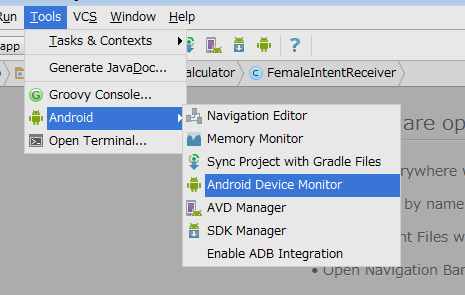 Run Tools VCS Window Help
Tasks & Contexts
app
Generate JavaDoc...
alculator FemaleIntentReceiver
Groovy Console...
Android
Open Terminal...
Navigation Editor
Memory Monitor
Sync Project with Gradle Files
Android Device Monitor
AVD Manager
SDK Manager
Enable ADB Integration
are op
erywhere w
by name
nt Files w
• Open Navigation Bar